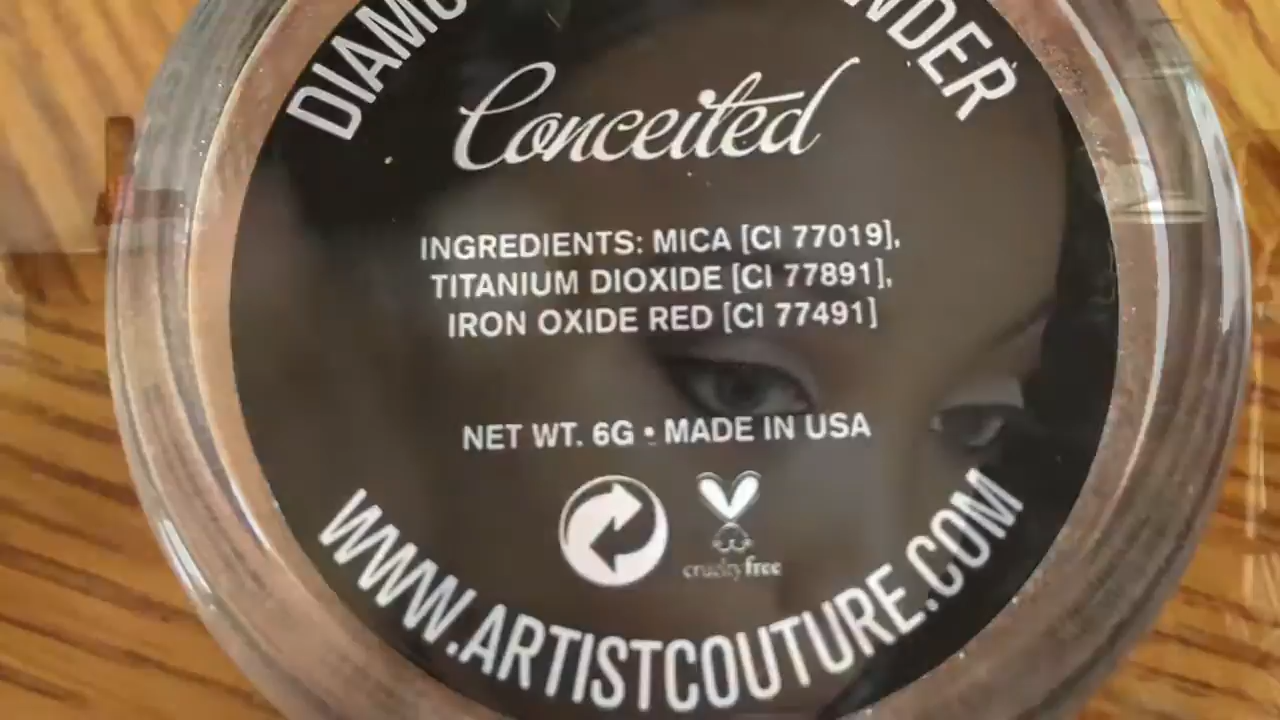 Conceited
INGREDIENTS: MICA [CI 77019],
TITANIUM DIOXIDE [CI 77891],
IRON OXIDE RED [CI 77491]
NET WT. 6G • MADE IN USA
crueltyfree
WWW.ARTISTCOUTURE.COM